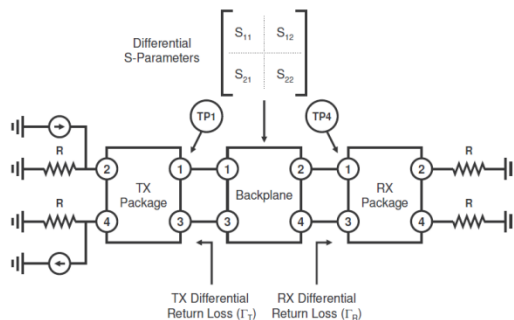 Differential
S-Parameters
S11 S12
S21 S22
TP1 TP4
R 2 TX Package 1 1 Backplane 2 1 RX Package 2 R
R 4 3 3 4 3 4 R
TX Differential
Return Loss (ΓT)
RX Differential
Return Loss (ΓR)